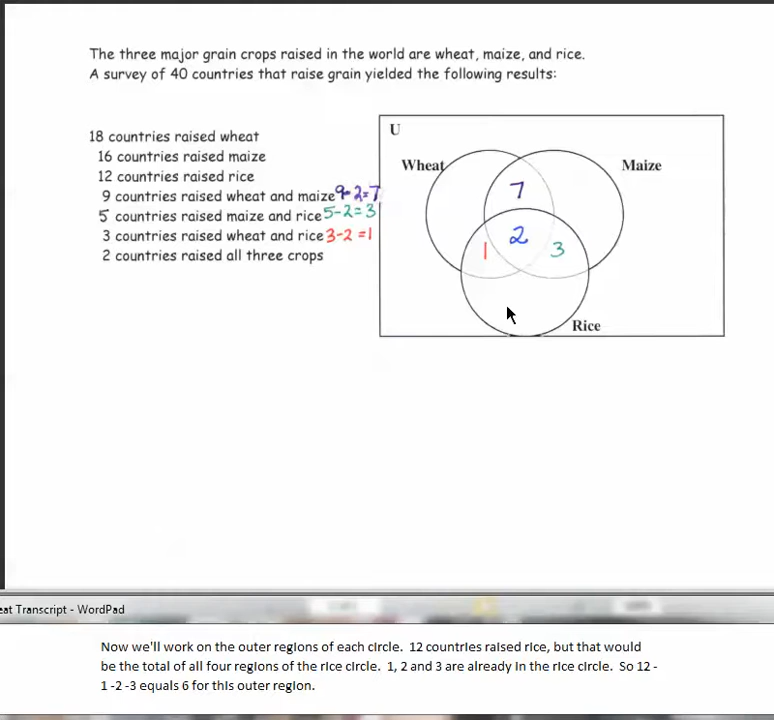 The three major grain crops raised in the world are wheat, maize, and rice.
A survey of 40 countries that raise grain yielded the following results:
18 countries raised wheat
16 countries raised maize
12 countries raised rice
9 countries raised wheat and maize 9-2=7
5 countries raised maize and rice 5-2=3
3 countries raised wheat and rice 3-2=1
2 countries raised all three crops
U
Wheat
Maize
7
2
1
3
Rice
eat Transcript - WordPad
Now we'll work on the outer regions of each circle. 12 countries raised rice, but that would
be the total of all four regions of the rice circle. 1, 2 and 3 are already in the rice circle. So 12 -
1 -2 -3 equals 6 for this outer region.